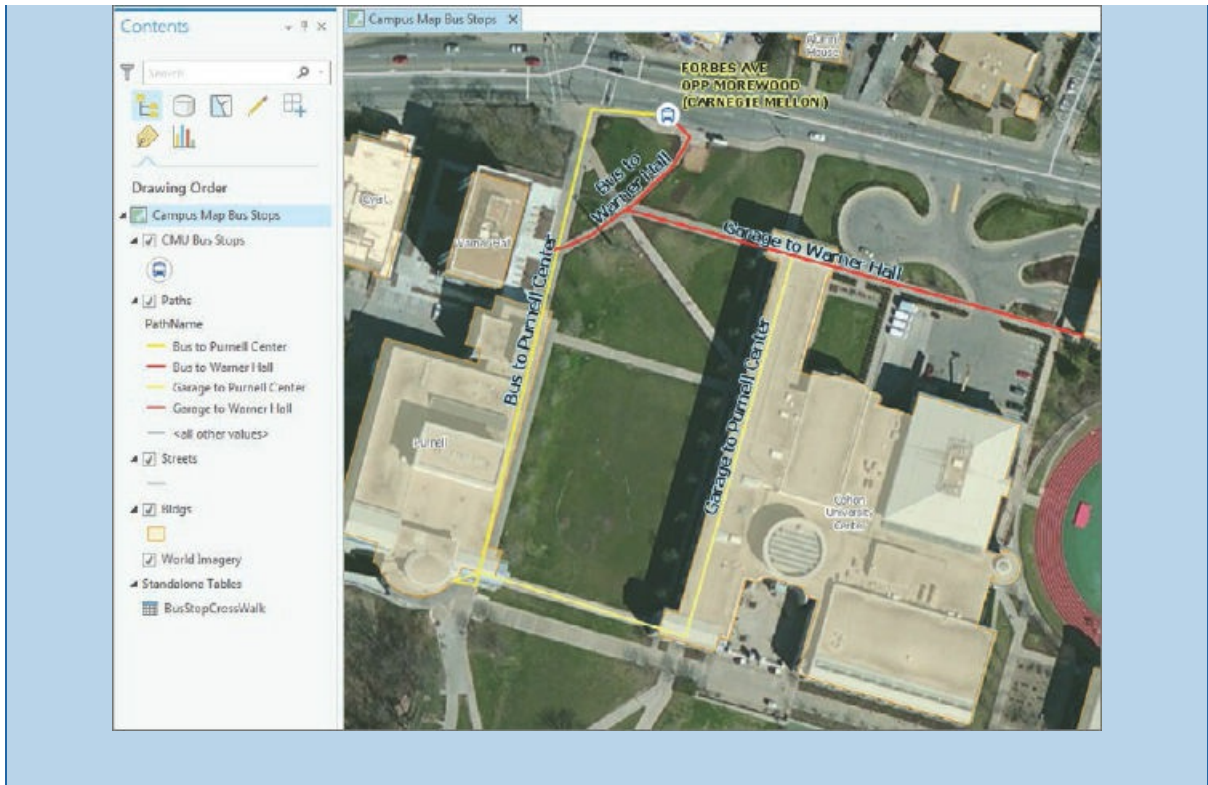 Contents
Campus Map Bus Stops
Search
Drawing Order
Campus Map Bus Stops
CMU Bus Stops
Paths
PathName
Bus to Purnell Center
Bus to Warner Hall
Garage to Purnell Center
Garage to Warner Hall
<all other values>
Streets
Bldgs
World Imagery
Standalone Tables
BusStopCrossWalk
Alumni
House
FORBES AVE
OPP MOREWOOD
(CARNEGIE MELLON)
Bus to
Warner Hall
Warner Hall
Garage to Warner Hall
Bus to Purnell Center
Garage to Purnell Center
Purnell
Cohon
University
Center